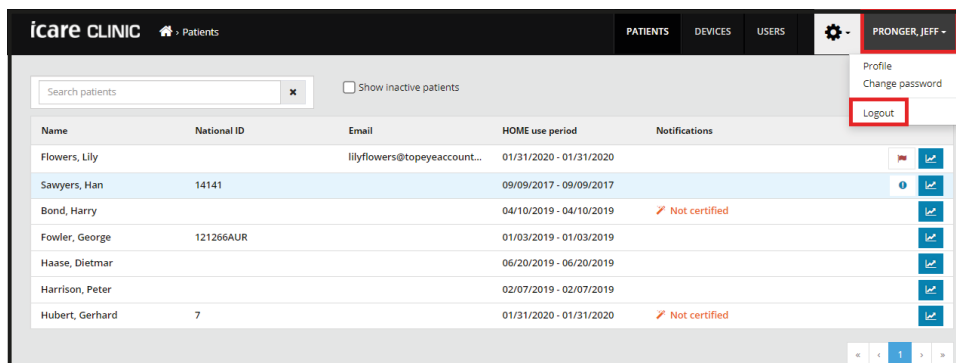 icare CLINIC › Patients PATIENTS DEVICES USERS PRONGER, JEFF
Profile
Change password
Logout
Search patients Show inactive patients
Name National ID Email HOME use period Notifications
Flowers, Lily lilyflowers@topeyeaccount... 01/31/2020 - 01/31/2020
Sawyers, Han 14141 09/09/2017 - 09/09/2017
Bond, Harry 04/10/2019 - 04/10/2019 Not certified
Fowler, George 121266AUR 01/03/2019 - 01/03/2019
Haase, Dietmar 06/20/2019 - 06/20/2019
Harrison, Peter 02/07/2019 - 02/07/2019
Hubert, Gerhard 7 01/31/2020 - 01/31/2020 Not certified
« ‹ 1 › »